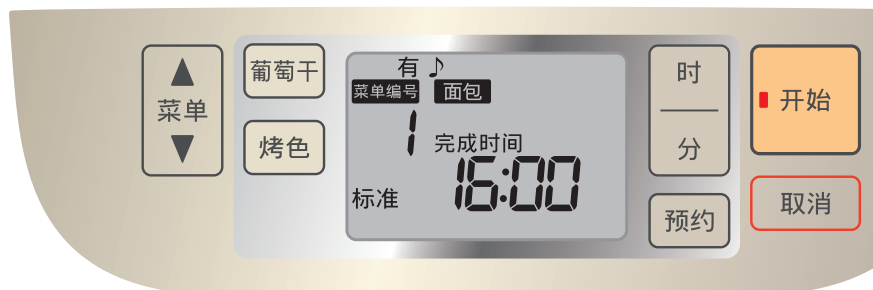 菜单
葡萄干
烤色
有♪
菜单编号 面包
1
完成时间
16:00
标准
时
分
预约
开始
取消